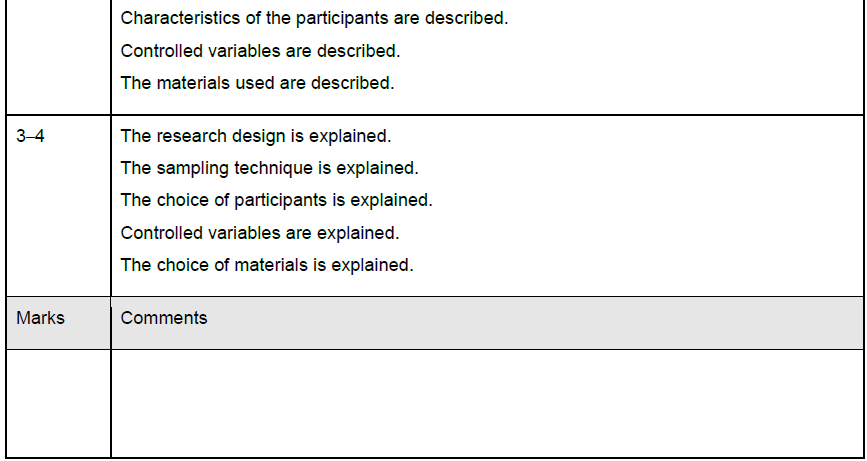 Characteristics of the participants are described.
Controlled variables are described.
The materials used are described.
3–4
The research design is explained.
The sampling technique is explained.
The choice of participants is explained.
Controlled variables are explained.
The choice of materials is explained.
Marks
Comments